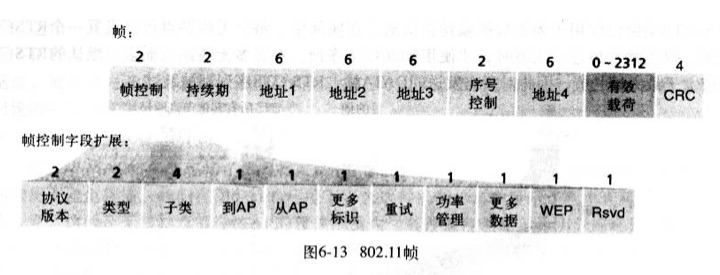 帧：
2 2 6 6 6 2 6 0~2312 4
帧控制 持续期 地址1 地址2 地址3 序号控制 地址4 有效载荷 CRC
帧控制字段扩展：
2 2 4 1 1 1 1 1 1 1 1
协议版本 类型 子类 到AP 从AP 更多标识 重试 功率管理 更多数据 WEP Rsvd
图6-13 802.11帧